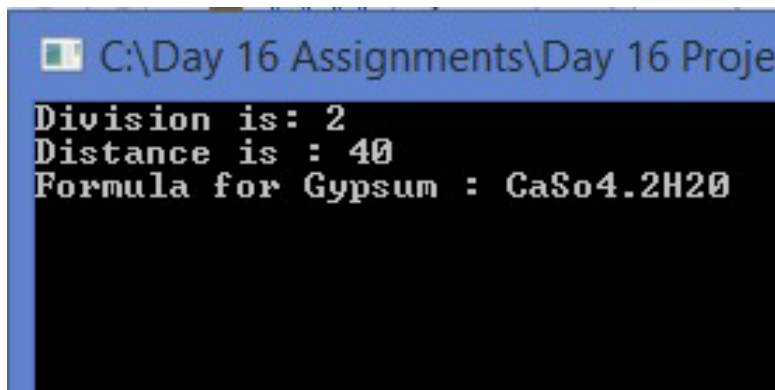 C:\Day 16 Assignments\Day 16 Proje
Division is: 2
Distance is : 40
Formula for Gypsum : CaSo4.2H20